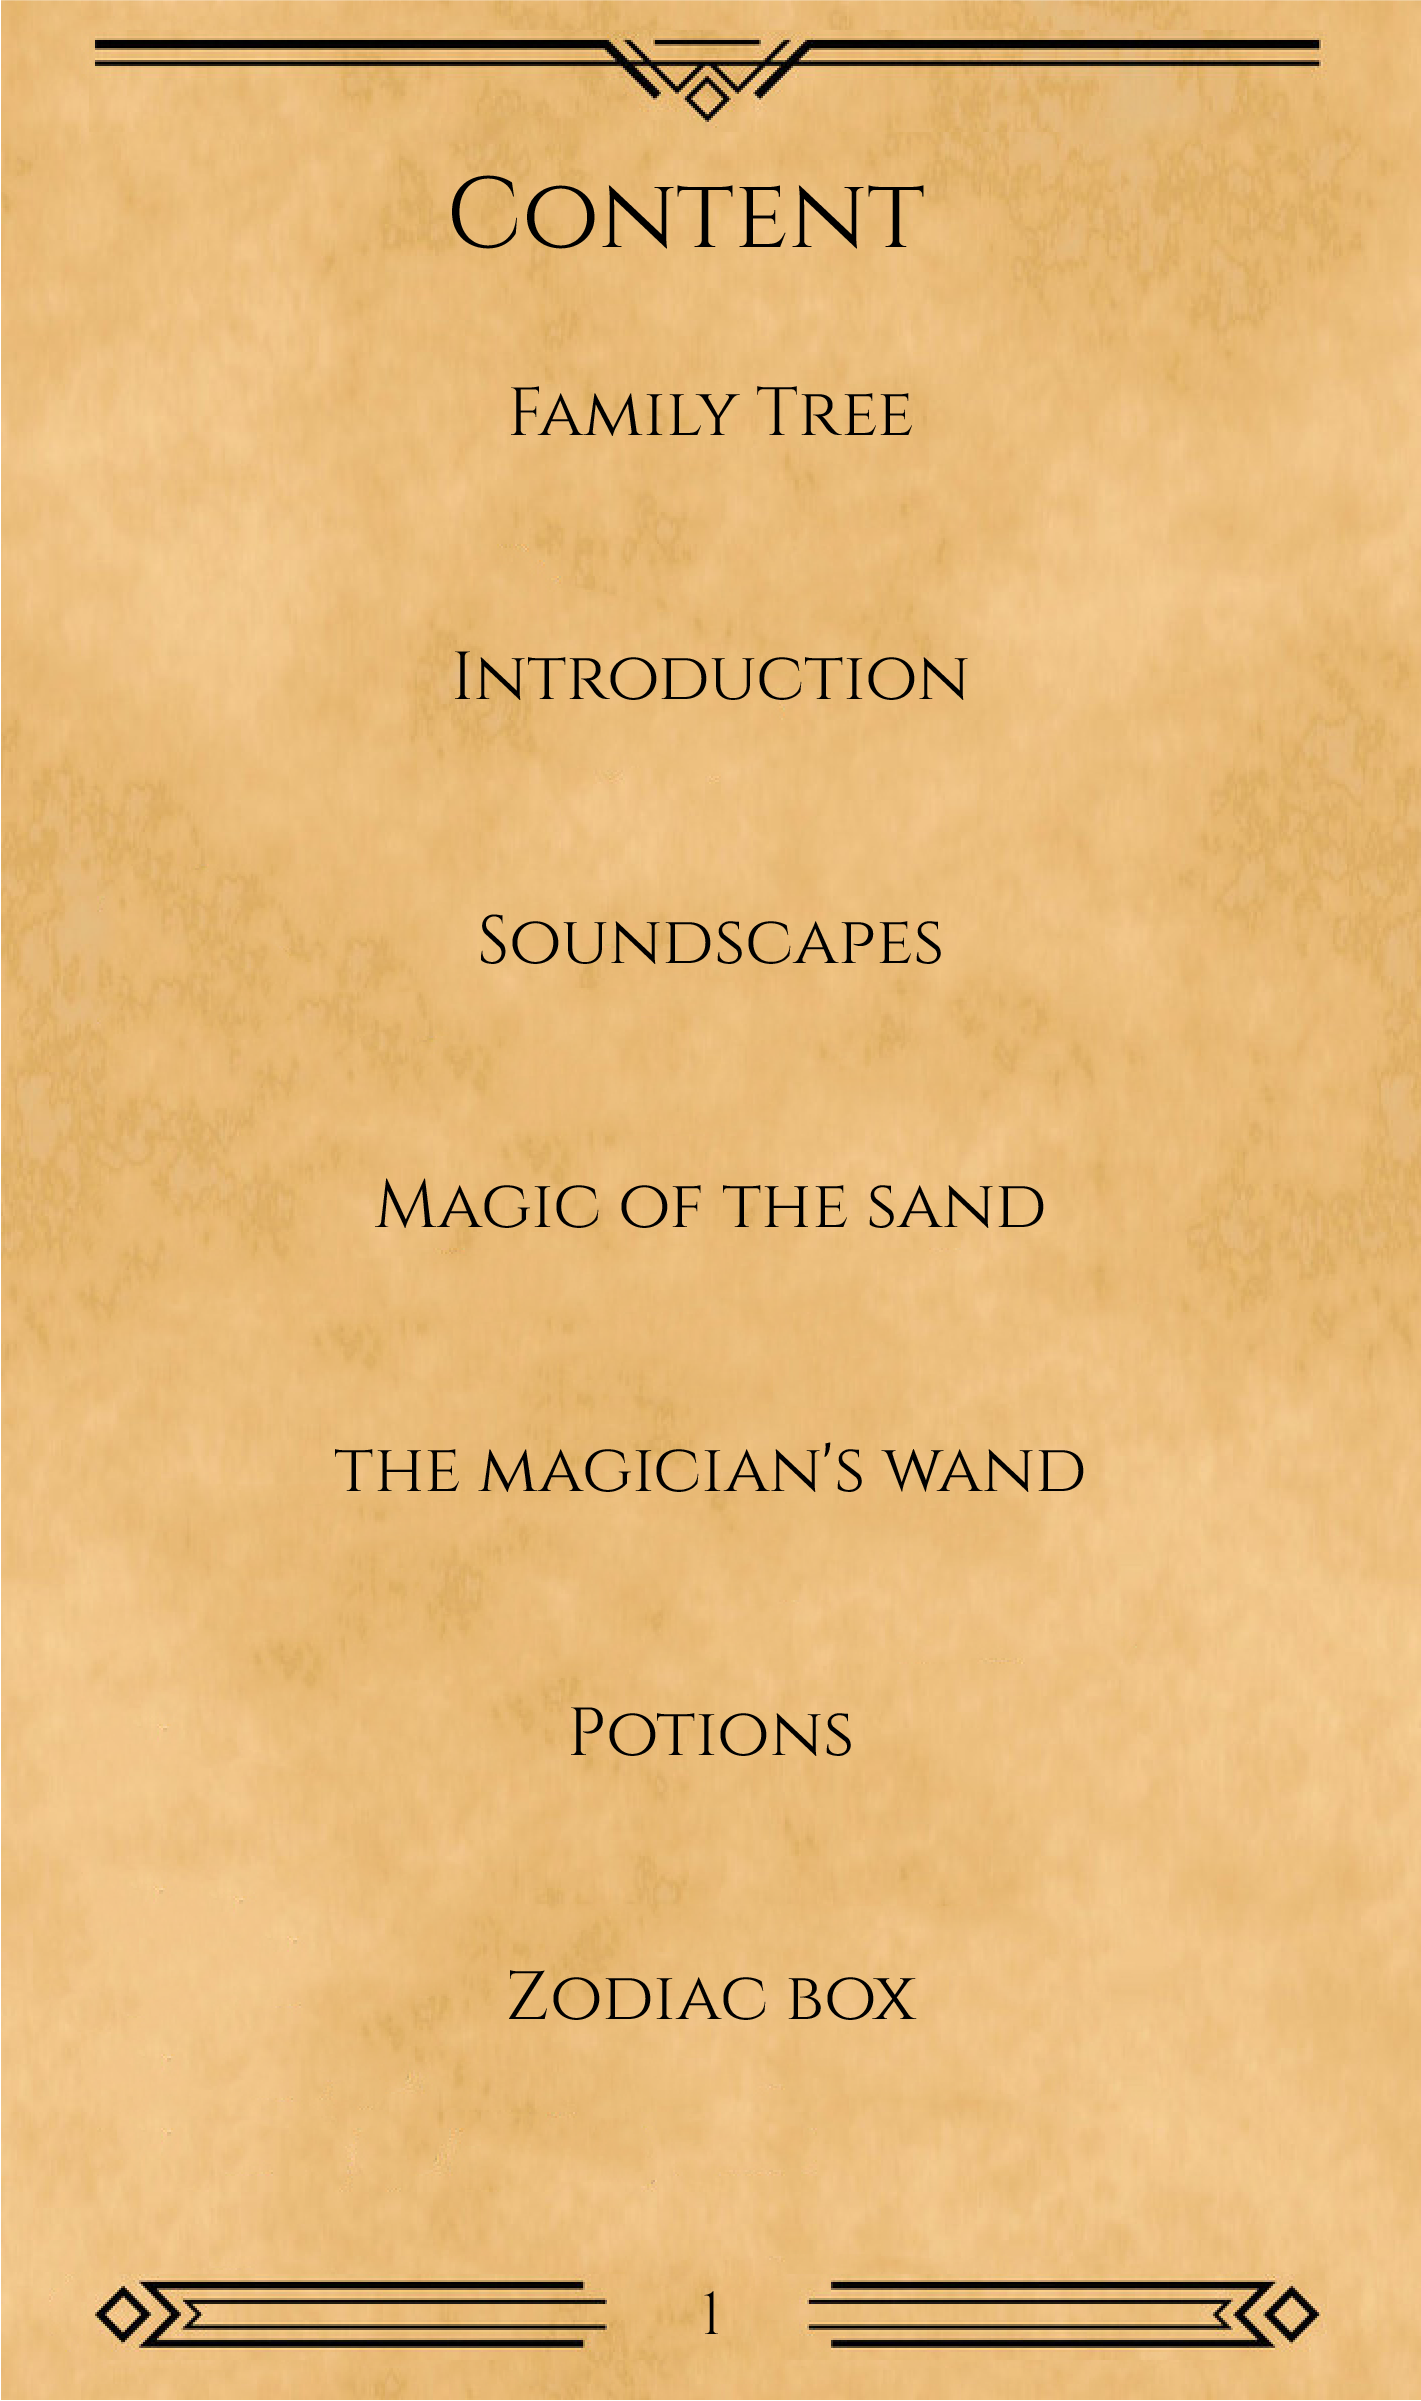 Content
Family Tree
Introduction
Soundscapes
Magic of the sand
the magician's wand
Potions
Zodiac box
1